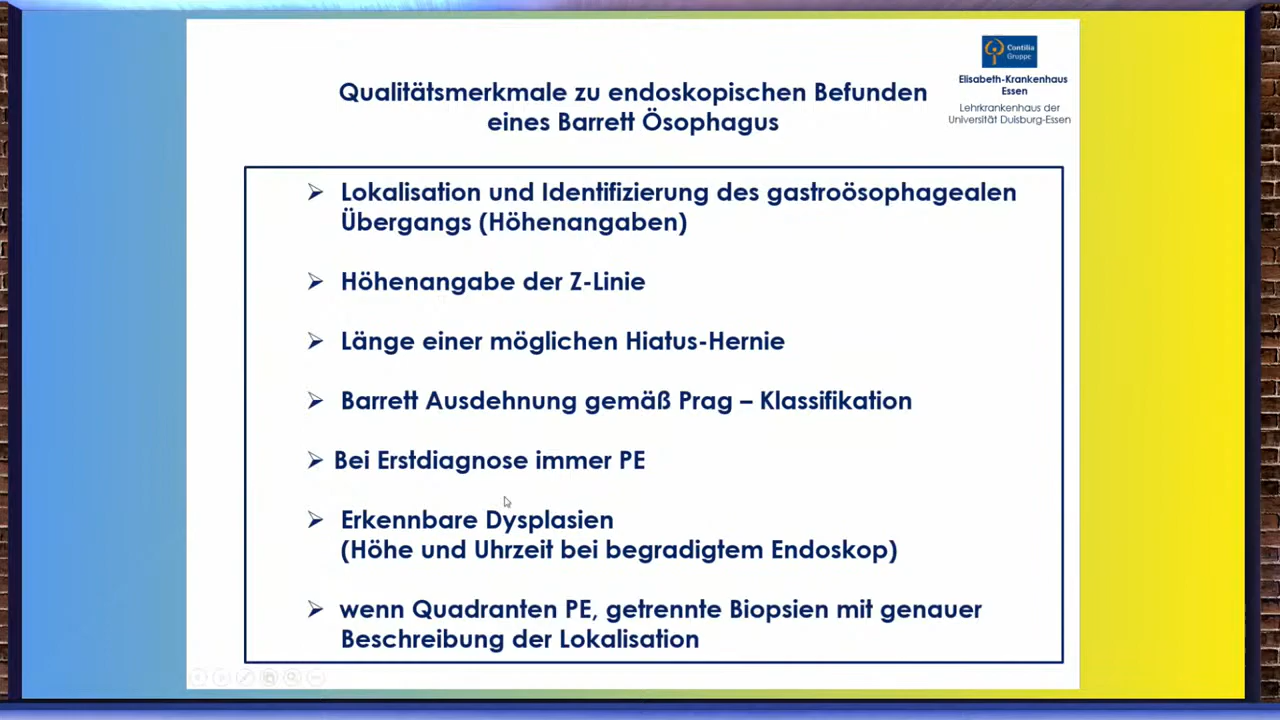 Contilia
Gruppe
Elisabeth-Krankenhaus
Essen
Lehrkrankenhaus der
Universität Duisburg-Essen
Qualitätsmerkmale zu endoskopischen Befunden
eines Barrett Ösophagus
➢ Lokalisation und Identifizierung des gastroösophagealen
Übergangs (Höhenangaben)
➢ Höhenangabe der Z-Linie
➢ Länge einer möglichen Hiatus-Hernie
➢ Barrett Ausdehnung gemäß Prag – Klassifikation
➢ Bei Erstdiagnose immer PE
➢ Erkennbare Dysplasien
(Höhe und Uhrzeit bei begradigtem Endoskop)
➢ wenn Quadranten PE, getrennte Biopsien mit genauer
Beschreibung der Lokalisation